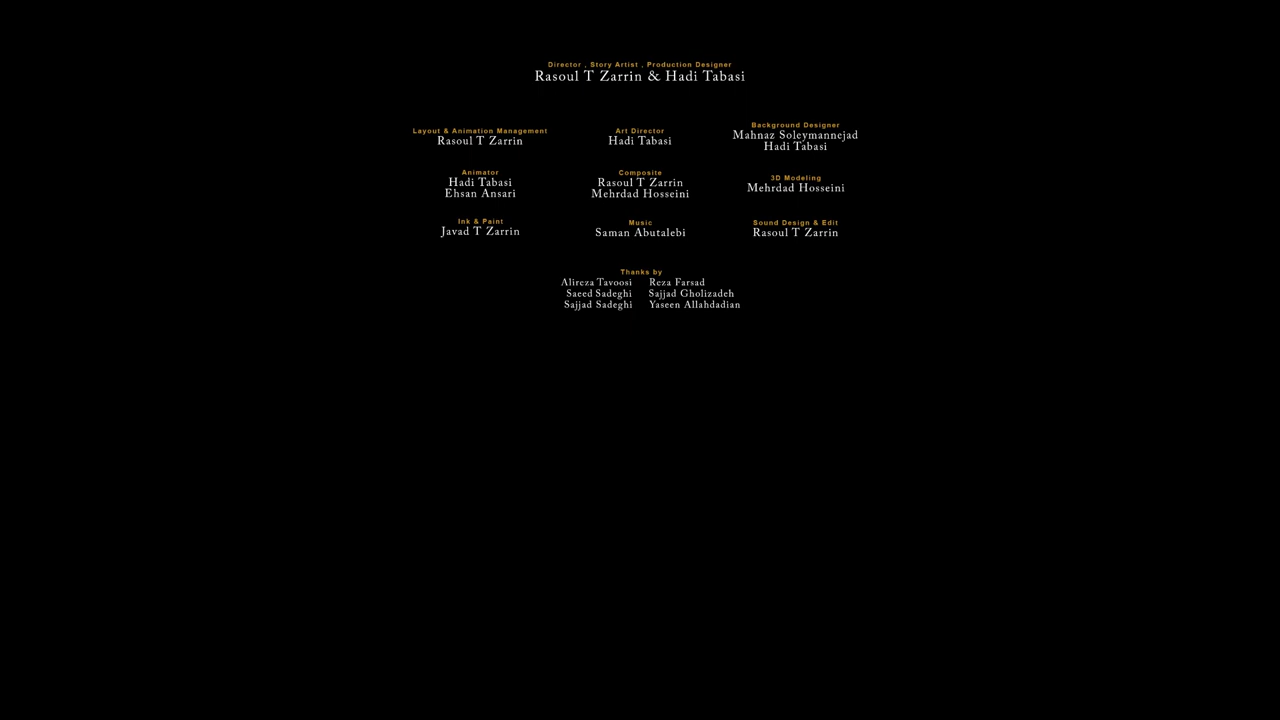 Director , Story Artist , Production Designer
Rasoul T Zarrin & Hadi Tabasi
Layout & Animation Management
Rasoul T Zarrin
Art Director
Hadi Tabasi
Background Designer
Mahnaz Soleymannejad
Hadi Tabasi
Animator
Hadi Tabasi
Ehsan Ansari
Composite
Rasoul T Zarrin
Mehrdad Hosseini
3D Modeling
Mehrdad Hosseini
Ink & Paint
Javad T Zarrin
Music
Saman Abutalebi
Sound Design & Edit
Rasoul T Zarrin
Thanks by
Alireza Tavoosi Reza Farsad
Saeed Sadeghi Sajjad Gholizadeh
Sajjad Sadeghi Yaseen Allahdadian